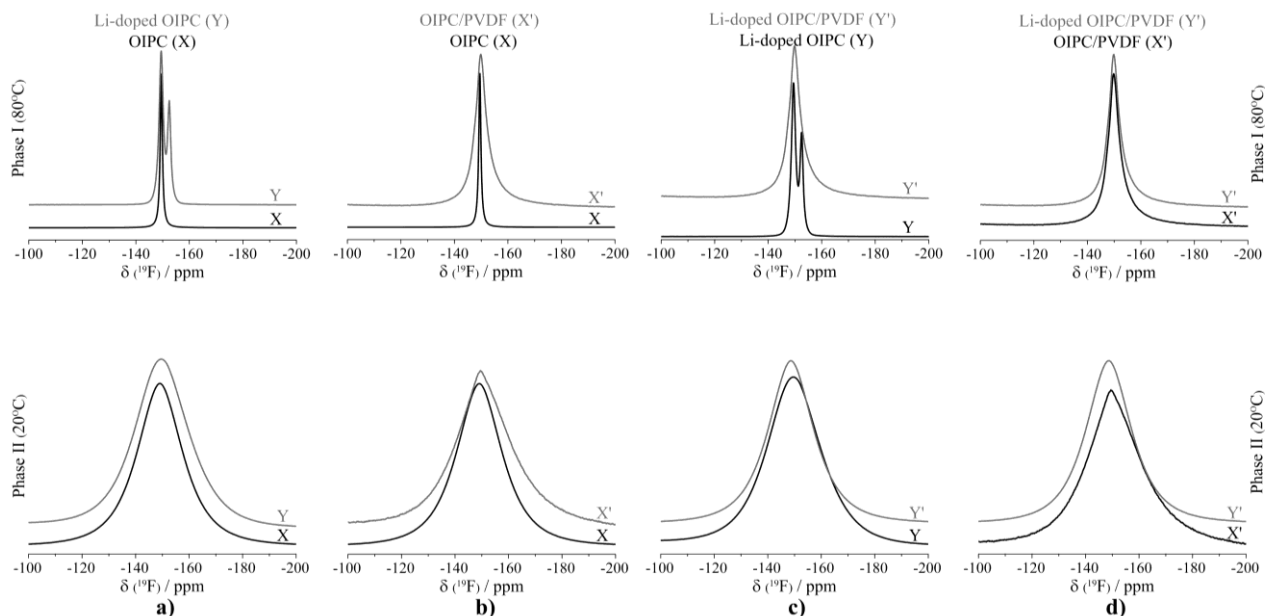 Li-doped OIPC (Y)
OIPC (X)
OIPC/PVDF (X')
OIPC (X)
Li-doped OIPC/PVDF (Y')
Li-doped OIPC (Y)
Li-doped OIPC/PVDF (Y')
OIPC/PVDF (X')
Phase I (80°C)
Y
X
X'
X
Y'
Y
Y'
X'
Phase I (80°C)
-100 -120 -140 -160 -180 -200
-100 -120 -140 -160 -180 -200
-100 -120 -140 -160 -180 -200
-100 -120 -140 -160 -180 -200
δ (¹⁹F) / ppm
δ (¹⁹F) / ppm
δ (¹⁹F) / ppm
δ (¹⁹F) / ppm
Phase II (20°C)
Y
X
X'
X
Y'
Y
Y'
X'
Phase II (20°C)
-100 -120 -140 -160 -180 -200
-100 -120 -140 -160 -180 -200
-100 -120 -140 -160 -180 -200
-100 -120 -140 -160 -180 -200
δ (¹⁹F) / ppm
δ (¹⁹F) / ppm
δ (¹⁹F) / ppm
δ (¹⁹F) / ppm
a)
b)
c)
d)